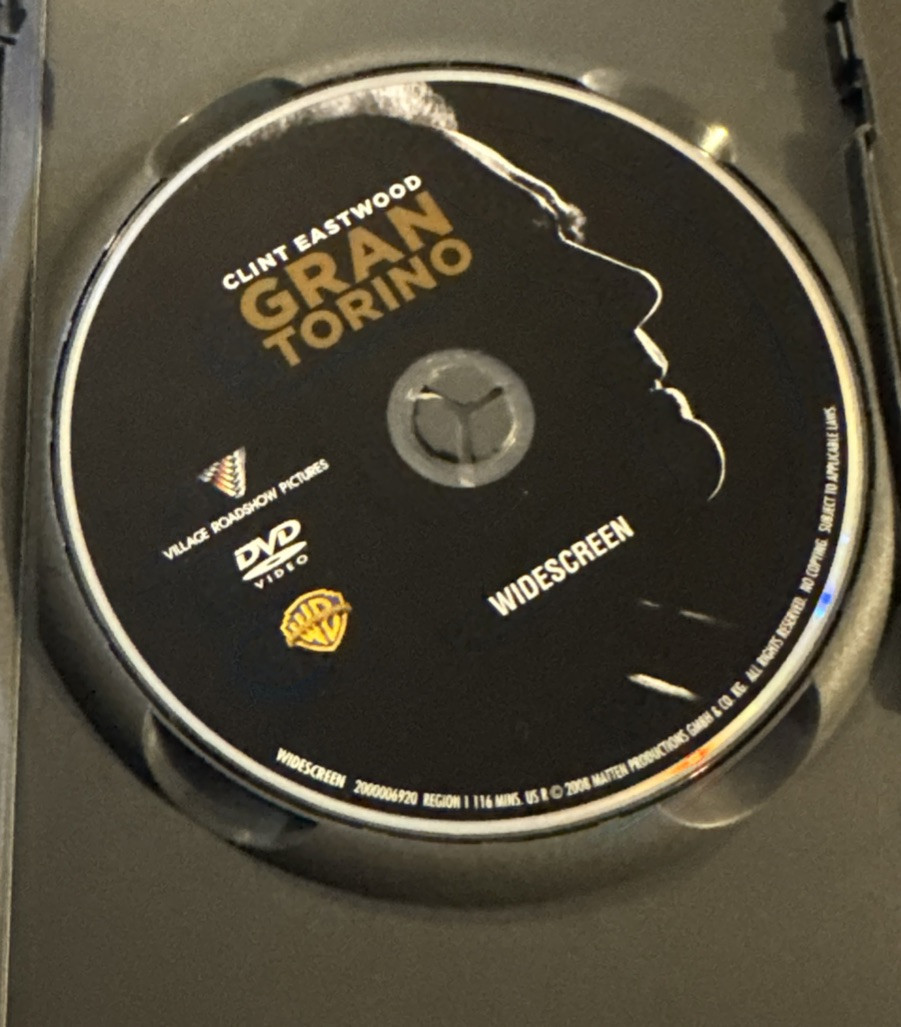 CLINT EASTWOOD
GRAN
TORINO
VILLAGE ROADSHOW PICTURES
DVD
VIDEO
WB
WIDESCREEN
WIDESCREEN 2000006920 REGION 1 116 MINS. US R © 2008 MATTEN PRODUCTIONS GMBH & CO. KG. ALL RIGHTS RESERVED. NO COPYING. SUBJECT TO APPLICABLE LAWS.